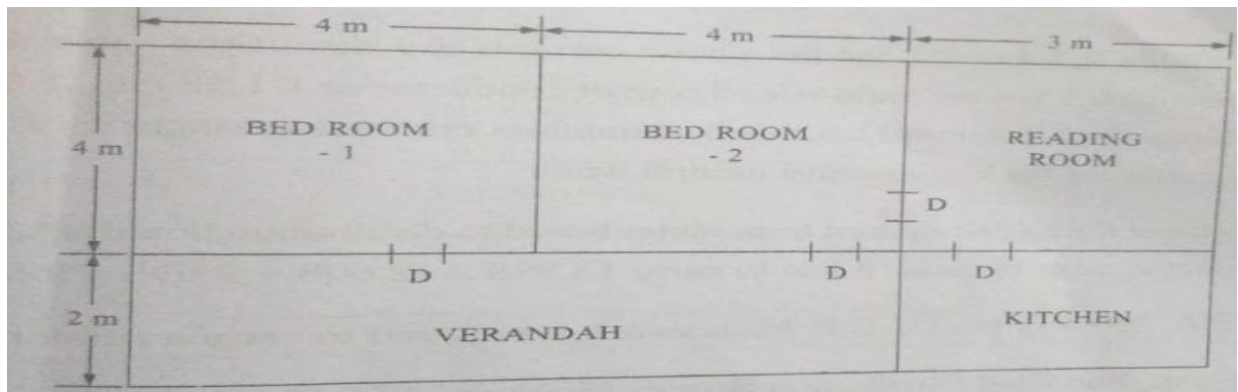 4 m
4 m
3 m
4 m
BED ROOM
- 1
BED ROOM
- 2
READING
ROOM
D
D
D
D
2 m
VERANDAH
KITCHEN